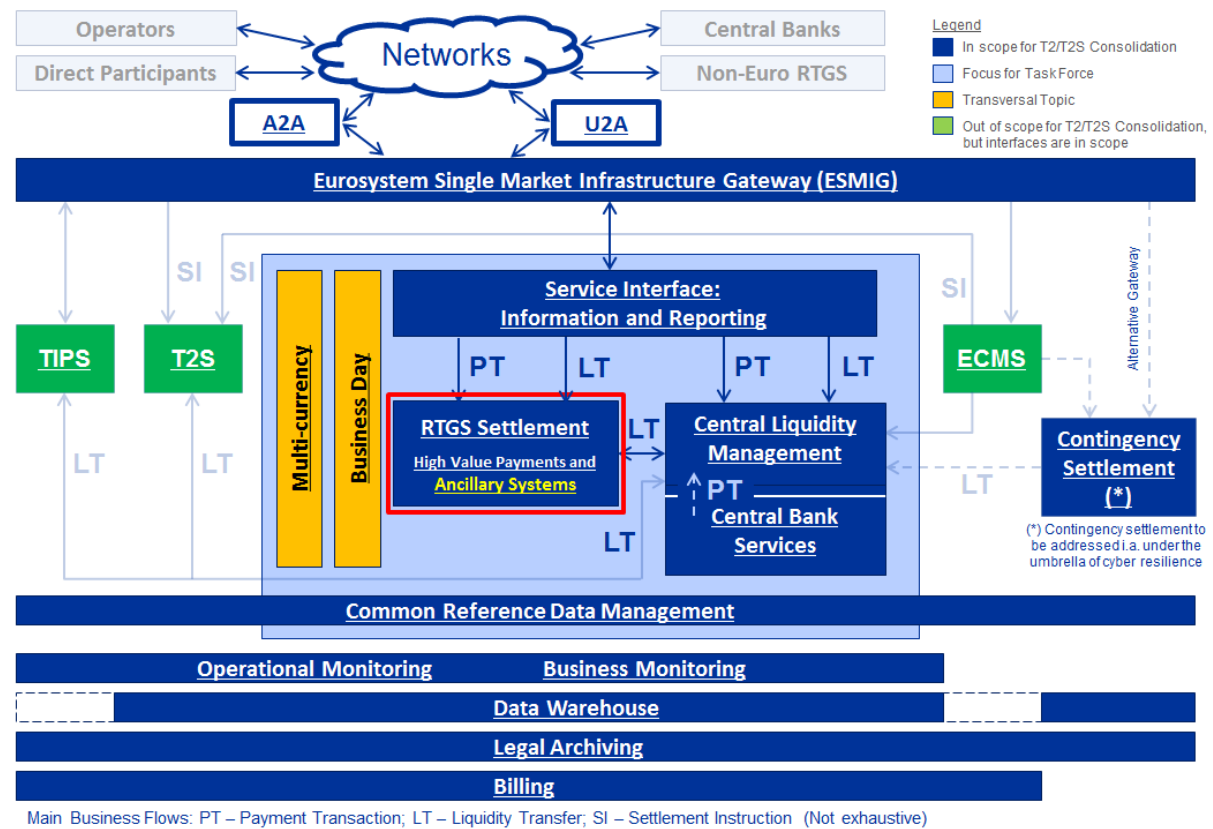 Operators
Direct Participants
Networks
Central Banks
Non-Euro RTGS
Legend
In scope for T2/T2S Consolidation
Focus for Task Force
Transversal Topic
Out of scope for T2/T2S Consolidation,
but interfaces are in scope
A2A
U2A
Eurosystem Single Market Infrastructure Gateway (ESMIG)
SI
SI
SI
Alternative Gateway
Service Interface:
Information and Reporting
TIPS
T2S
Multi-currency
Business Day
PT
LT
PT
LT
ECMS
RTGS Settlement
High Value Payments and
Ancillary Systems
LT
Central Liquidity
Management
PT
Central Bank
Services
Contingency
Settlement
(*)
LT
LT
LT
LT
(*) Contingency settlement to
be addressed i.a. under the
umbrella of cyber resilience
Common Reference Data Management
Operational Monitoring
Business Monitoring
Data Warehouse
Legal Archiving
Billing
Main Business Flows: PT – Payment Transaction; LT – Liquidity Transfer; SI – Settlement Instruction (Not exhaustive)